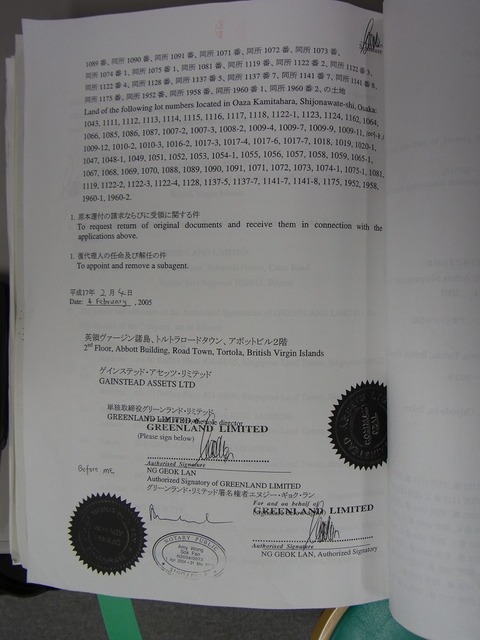 1089 番、同所 1090 番、同所 1091 番、同所 1071 番、同所 1072 番、同所 1073 番、
同所 1074 番 1、同所 1075 番 1、同所 1081 番、同所 1119 番、同所 1122 番 2、同所 1122 番 3、
同所 1122 番 4、同所 1128 番、同所 1137 番 5、同所 1137 番 7、同所 1141 番 7、同所 1141 番 8、
同所 1175 番、同所 1952 番、同所 1958 番、同所 1960 番 1、同所 1960 番 2、の土地
Land of the following lot numbers located in Oaza Kamitahara, Shijonawate-shi, Osaka:
1043, 1111, 1112, 1113, 1114, 1115, 1116, 1117, 1118, 1122-1, 1123, 1124, 1162, 1064,
1066, 1085, 1086, 1087, 1007-2, 1007-3, 1008-2, 1009-4, 1009-7, 1009-9, 1009-11,
1009-12, 1010-2, 1010-3, 1016-2, 1017-3, 1017-4, 1017-6, 1017-7, 1018, 1019, 1020-1,
1047, 1048-1, 1049, 1051, 1052, 1053, 1054-1, 1055, 1056, 1057, 1058, 1059, 1065-1,
1067, 1068, 1069, 1070, 1088, 1089, 1090, 1091, 1071, 1072, 1073, 1074-1, 1075-1, 1081,
1119, 1122-2, 1122-3, 1122-4, 1128, 1137-5, 1137-7, 1141-7, 1141-8, 1175, 1952, 1958,
1960-1, 1960-2.
1. 原本還付の請求ならびに受領に関する件
To request return of original documents and receive them in connection with the
applications above.
1. 復代理人の任命及び解任の件
To appoint and remove a subagent.
平成17年 2 月 4 日
Date: 4 February , 2005
英領ヴァージン諸島、トルトラロードタウン、アボットビル2階
2nd Floor, Abbott Building, Road Town, Tortola, British Virgin Islands
ゲインステッド・アセッツ・リミテッド
GAINSTEAD ASSETS LTD
単独取締役グリーンランド・リミテッド
GREENLAND LIMITED, the sole director
GREENLAND LIMITED
(Please sign below)
Authorised Signature
NG GEOK LAN
Before me,
Authorized Signatory of GREENLAND LIMITED
グリーンランド・リミテッド署名権者エヌジー・ギョク・ラン
For and on behalf of
GREENLAND LIMITED
NOTARY PUBLIC
Authorised Signature
NG GEOK LAN, Authorized Signatory